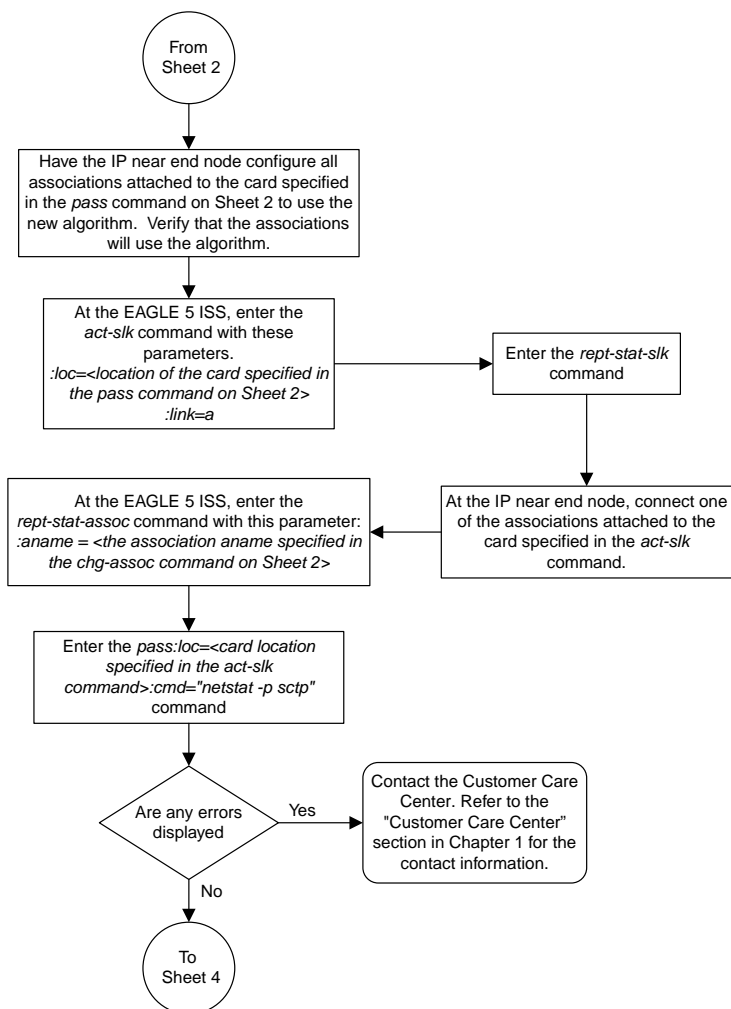 From
Sheet 2
Have the IP near end node configure all
associations attached to the card specified
in the pass command on Sheet 2 to use the
new algorithm.  Verify that the associations
will use the algorithm.
At the EAGLE 5 ISS, enter the
act-slk command with these
parameters.
:loc=<location of the card specified in
the pass command on Sheet 2>
:link=a
Enter the rept-stat-slk
command
At the IP near end node, connect one
of the associations attached to the
card specified in the act-slk
command.
At the EAGLE 5 ISS, enter the
rept-stat-assoc command with this parameter:
:aname = <the association aname specified in
the chg-assoc command on Sheet 2>
Enter the pass:loc=<card location
specified in the act-slk
command>:cmd="netstat -p sctp"
command
Are any errors
displayed
Yes
Contact the Customer Care
Center. Refer to the
"Customer Care Center”
section in Chapter 1 for the
contact information.
No
To
Sheet 4